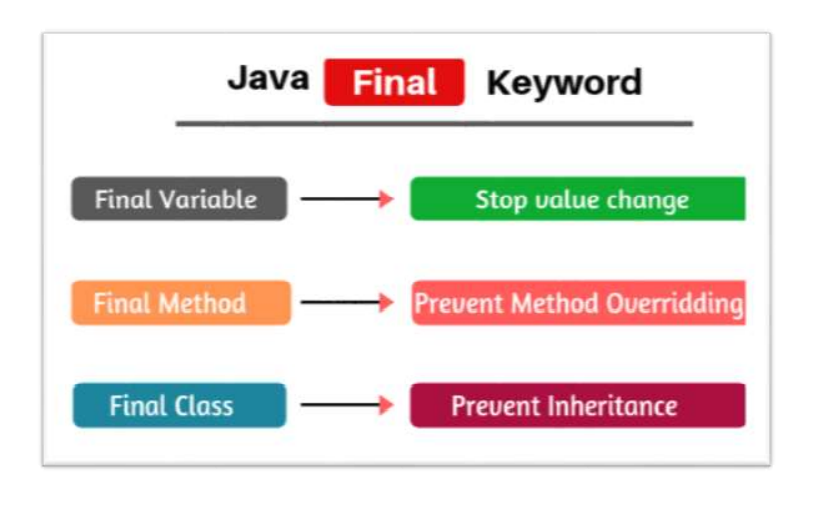 Java Final Keyword
Final Variable Stop value change
Final Method Prevent Method Overridding
Final Class Prevent Inheritance